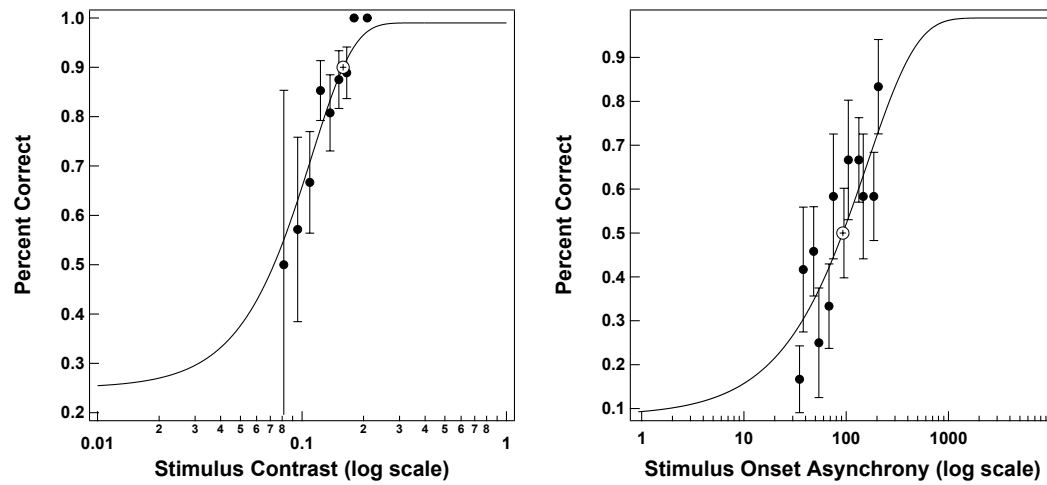 1.0
0.9
0.8
0.7
0.6
0.5
0.4
0.3
0.2
Percent Correct
2 3 4 5 6 7 8 2 3 4 5 6 7 8
0.01 0.1 1
Stimulus Contrast (log scale)
0.9
0.8
0.7
0.6
0.5
0.4
0.3
0.2
0.1
Percent Correct
1 10 100 1000
Stimulus Onset Asynchrony (log scale)